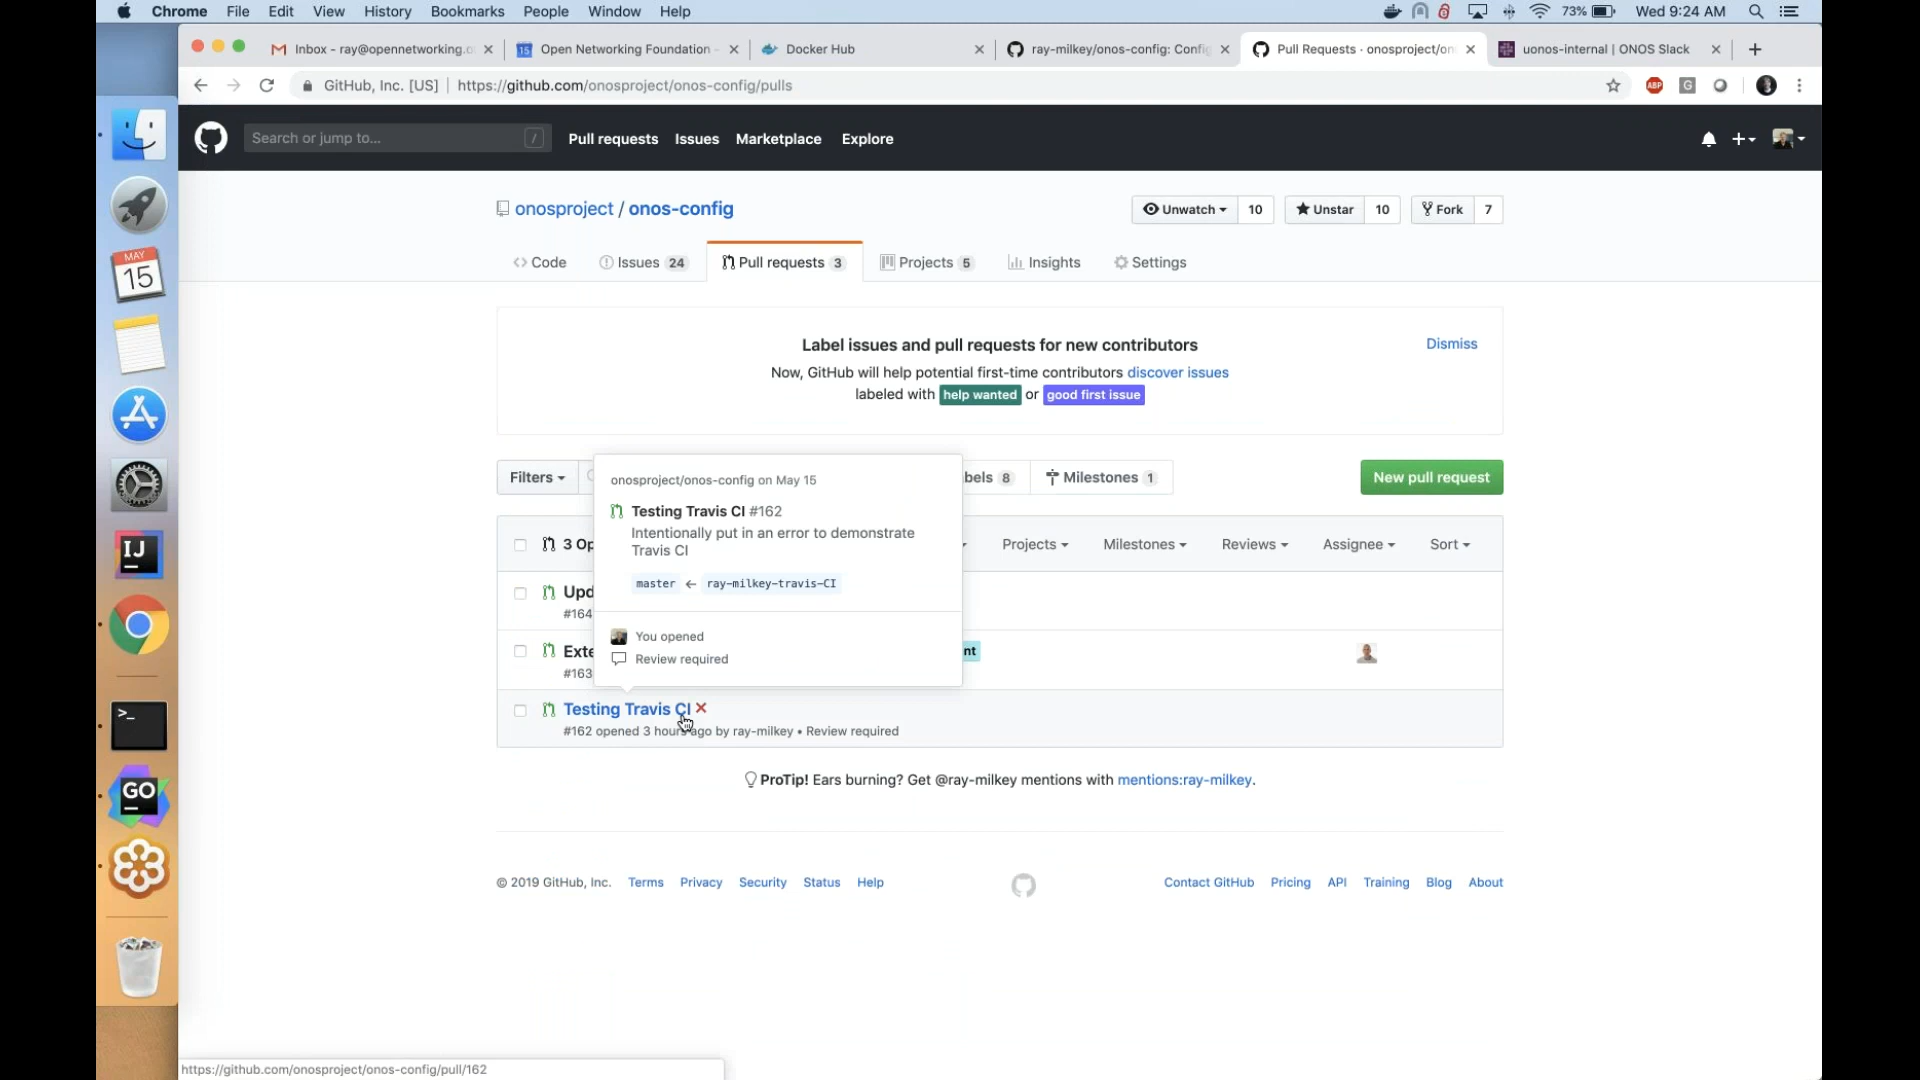 Chrome File Edit View History Bookmarks People Window Help
73% Wed 9:24 AM
Inbox - ray@opennetworking.o
Open Networking Foundation -
Docker Hub
ray-milkey/onos-config: Config
Pull Requests · onosproject/on
uonos-internal | ONOS Slack
GitHub, Inc. [US] | https://github.com/onosproject/onos-config/pulls
ABP
G
Search or jump to... /
Pull requests Issues Marketplace Explore
onosproject / onos-config
Unwatch 10 Unstar 10 Fork 7
Code Issues 24 Pull requests 3 Projects 5 Insights Settings
Label issues and pull requests for new contributors
Dismiss
Now, GitHub will help potential first-time contributors discover issues
labeled with help wanted or good first issue
Filters
bels 8 Milestones 1 New pull request
onosproject/onos-config on May 15
Testing Travis CI #162
Intentionally put in an error to demonstrate
Travis CI
master ← ray-milkey-travis-CI
You opened
Review required
3 Op
Projects Milestones Reviews Assignee Sort
Upd
#164
Exte
nt
#163
Testing Travis CI
#162 opened 3 hours ago by ray-milkey • Review required
ProTip! Ears burning? Get @ray-milkey mentions with mentions:ray-milkey.
© 2019 GitHub, Inc. Terms Privacy Security Status Help
Contact GitHub Pricing API Training Blog About
https://github.com/onosproject/onos-config/pull/162
MAY
15
IJ
>_
GO